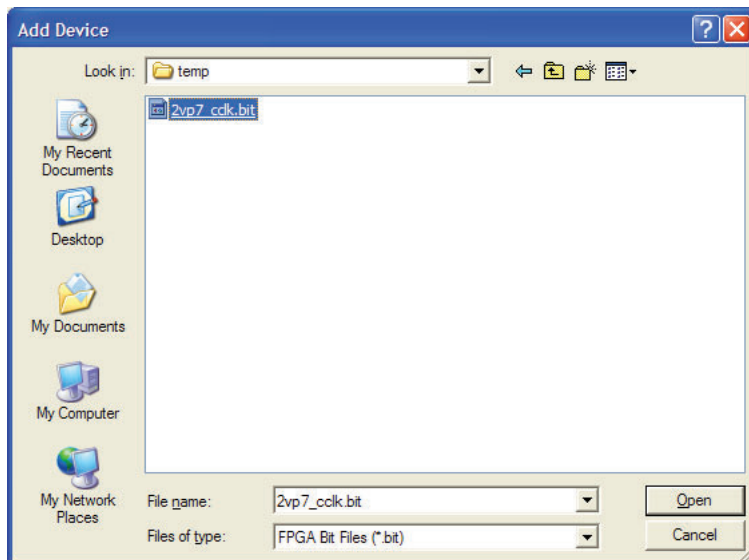 Add Device
Look in: temp
2vp7_cclk.bit
My Recent
Documents
Desktop
My Documents
My Computer
My Network
Places
File name: 2vp7_cclk.bit Open
Files of type: FPGA Bit Files (*.bit) Cancel